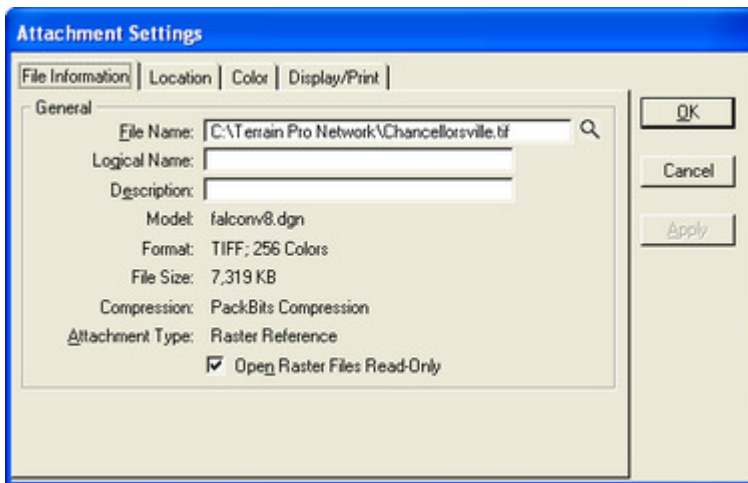 Attachment Settings
File Information Location Color Display/Print
General
File Name: C:\Terrain Pro Network\Chancellorsville.tif
Logical Name:
Description:
Model: falconv8.dgn
Format: TIFF; 256 Colors
File Size: 7,319 KB
Compression: PackBits Compression
Attachment Type: Raster Reference
Open Raster Files Read-Only
OK
Cancel
Apply